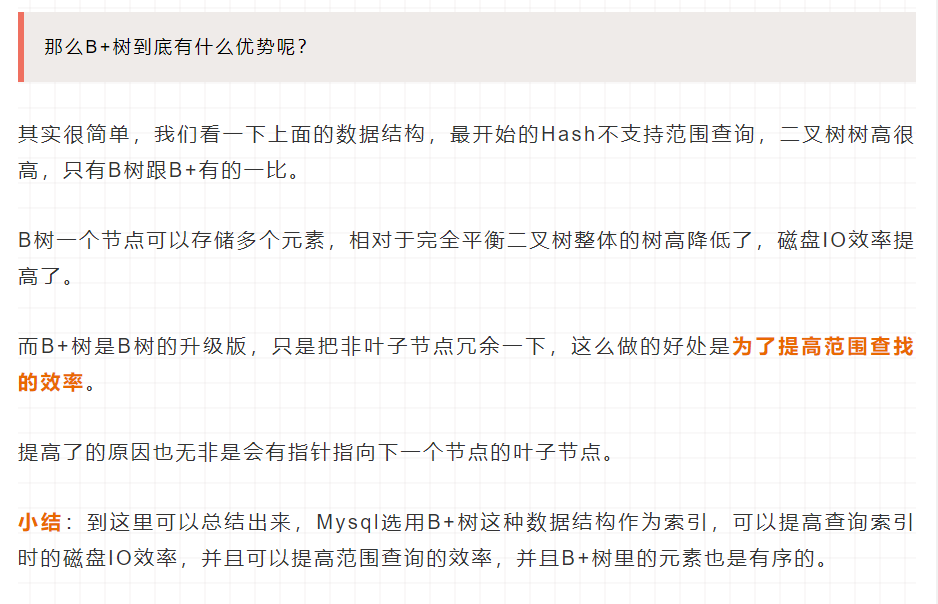 那么B+树到底有什么优势呢？
其实很简单，我们看一下上面的数据结构，最开始的Hash不支持范围查询，二叉树树高很
高，只有B树跟B+有的一比。
B树一个节点可以存储多个元素，相对于完全平衡二叉树整体的树高降低了，磁盘IO效率提
高了。
而B+树是B树的升级版，只是把非叶子节点冗余一下，这么做的好处是为了提高范围查找
的效率。
提高了的原因也无非是会有指针指向下一个节点的叶子节点。
小结：到这里可以总结出来，Mysql选用B+树这种数据结构作为索引，可以提高查询索引
时的磁盘IO效率，并且可以提高范围查询的效率，并且B+树里的元素也是有序的。